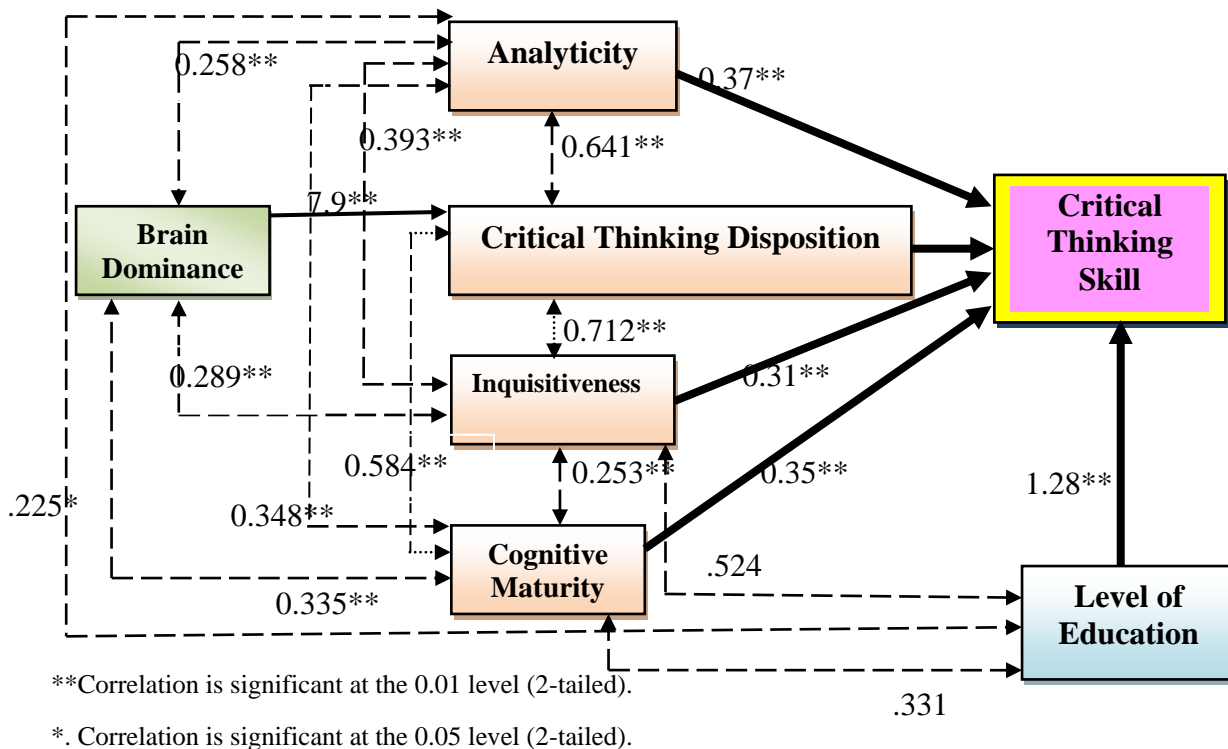 Analyticity
0.258**
0.37**
0.393**
0.641**
Brain
Dominance
7.9**
Critical Thinking Disposition
Critical
Thinking
Skill
0.712**
0.289**
Inquisitiveness
0.31**
0.584**
0.253**
0.35**
.225*
0.348**
1.28**
Cognitive
Maturity
.524
0.335**
Level of
Education
.331
**Correlation is significant at the 0.01 level (2-tailed).
*. Correlation is significant at the 0.05 level (2-tailed).